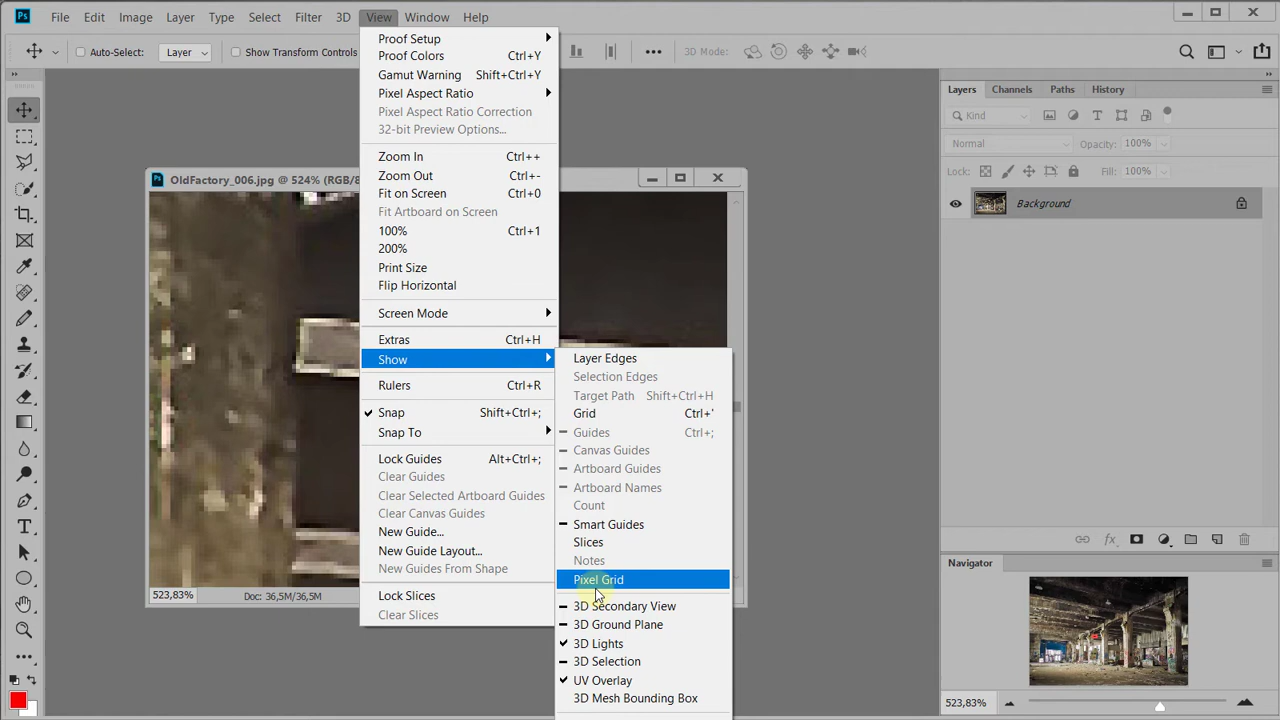 Ps File Edit Image Layer Type Select Filter 3D View Window Help
Auto-Select: Layer Show Transform Controls 3D Mode:
Proof Setup
Proof Colors Ctrl+Y
Gamut Warning Shift+Ctrl+Y
Pixel Aspect Ratio
Pixel Aspect Ratio Correction
32-bit Preview Options...
Zoom In Ctrl++
Zoom Out Ctrl+-
Fit on Screen Ctrl+0
Fit Artboard on Screen
100% Ctrl+1
200%
Print Size
Flip Horizontal
Screen Mode
Extras Ctrl+H
Show
Rulers Ctrl+R
Snap Shift+Ctrl+;
Snap To
Lock Guides Alt+Ctrl+;
Clear Guides
Clear Selected Artboard Guides
Clear Canvas Guides
New Guide...
New Guide Layout...
New Guides From Shape
Lock Slices
Clear Slices
Layer Edges
Selection Edges
Target Path Shift+Ctrl+H
Grid Ctrl+'
Guides Ctrl+;
Canvas Guides
Artboard Guides
Artboard Names
Count
Smart Guides
Slices
Notes
Pixel Grid
3D Secondary View
3D Ground Plane
3D Lights
3D Selection
UV Overlay
3D Mesh Bounding Box
Ps OldFactory_006.jpg @ 524% (RGB/8
523,83% Doc: 36,5M/36,5M
Layers Channels Paths History
Kind
Normal Opacity: 100%
Lock: Fill: 100%
Background
Navigator
523,83%